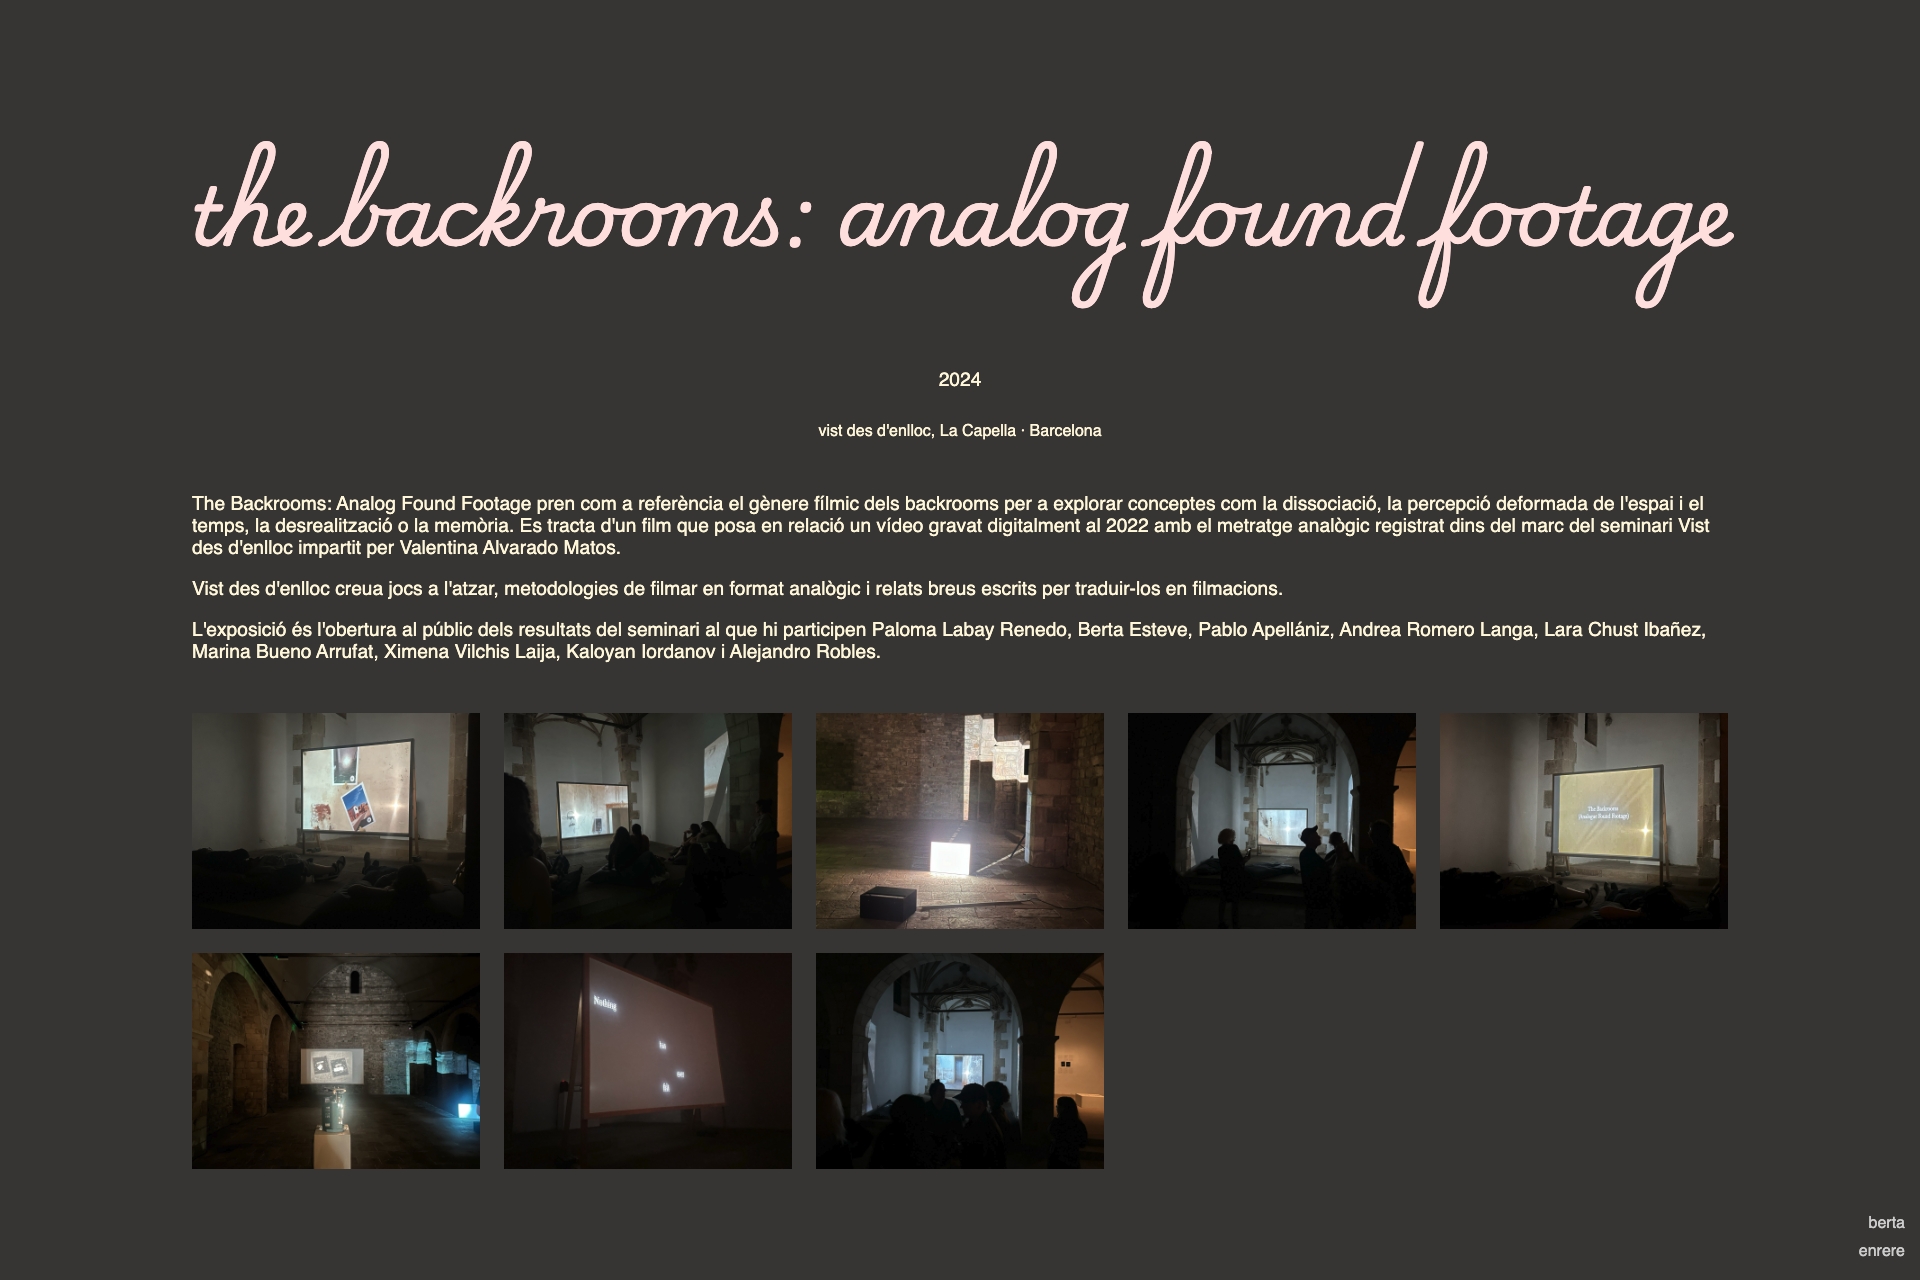 the backrooms: analog found footage
2024
vist des d'enlloc, La Capella · Barcelona
The Backrooms: Analog Found Footage pren com a referència el gènere fílmic dels backrooms per a explorar conceptes com la dissociació, la percepció deformada de l'espai i el
temps, la desrealització o la memòria. Es tracta d'un film que posa en relació un vídeo gravat digitalment al 2022 amb el metratge analògic registrat dins del marc del seminari Vist
des d'enlloc impartit per Valentina Alvarado Matos.
Vist des d'enlloc creua jocs a l'atzar, metodologies de filmar en format analògic i relats breus escrits per traduir-los en filmacions.
L'exposició és l'obertura al públic dels resultats del seminari al que hi participen Paloma Labay Renedo, Berta Esteve, Pablo Apellániz, Andrea Romero Langa, Lara Chust Ibañez,
Marina Bueno Arrufat, Ximena Vilchis Laija, Kaloyan Iordanov i Alejandro Robles.
The Backrooms
(Analogue Found Footage)
Nothing
berta
enrere